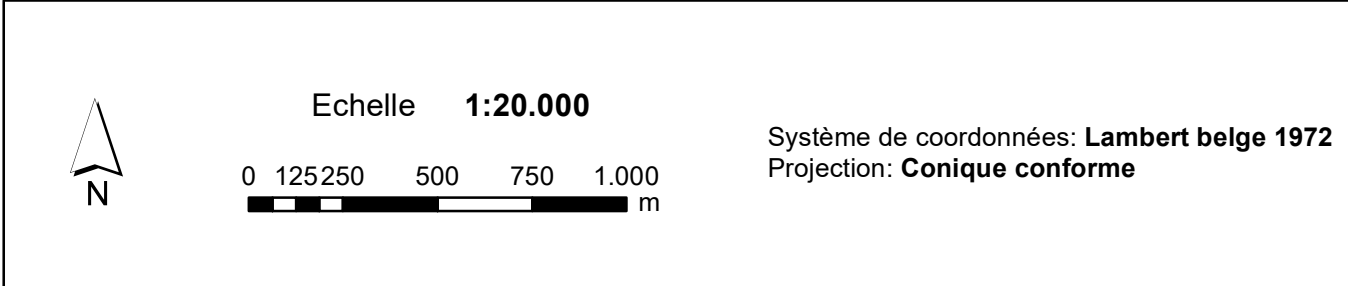 N
Echelle 1:20.000
0 125 250 500 750 1.000
m
Système de coordonnées: Lambert belge 1972
Projection: Conique conforme